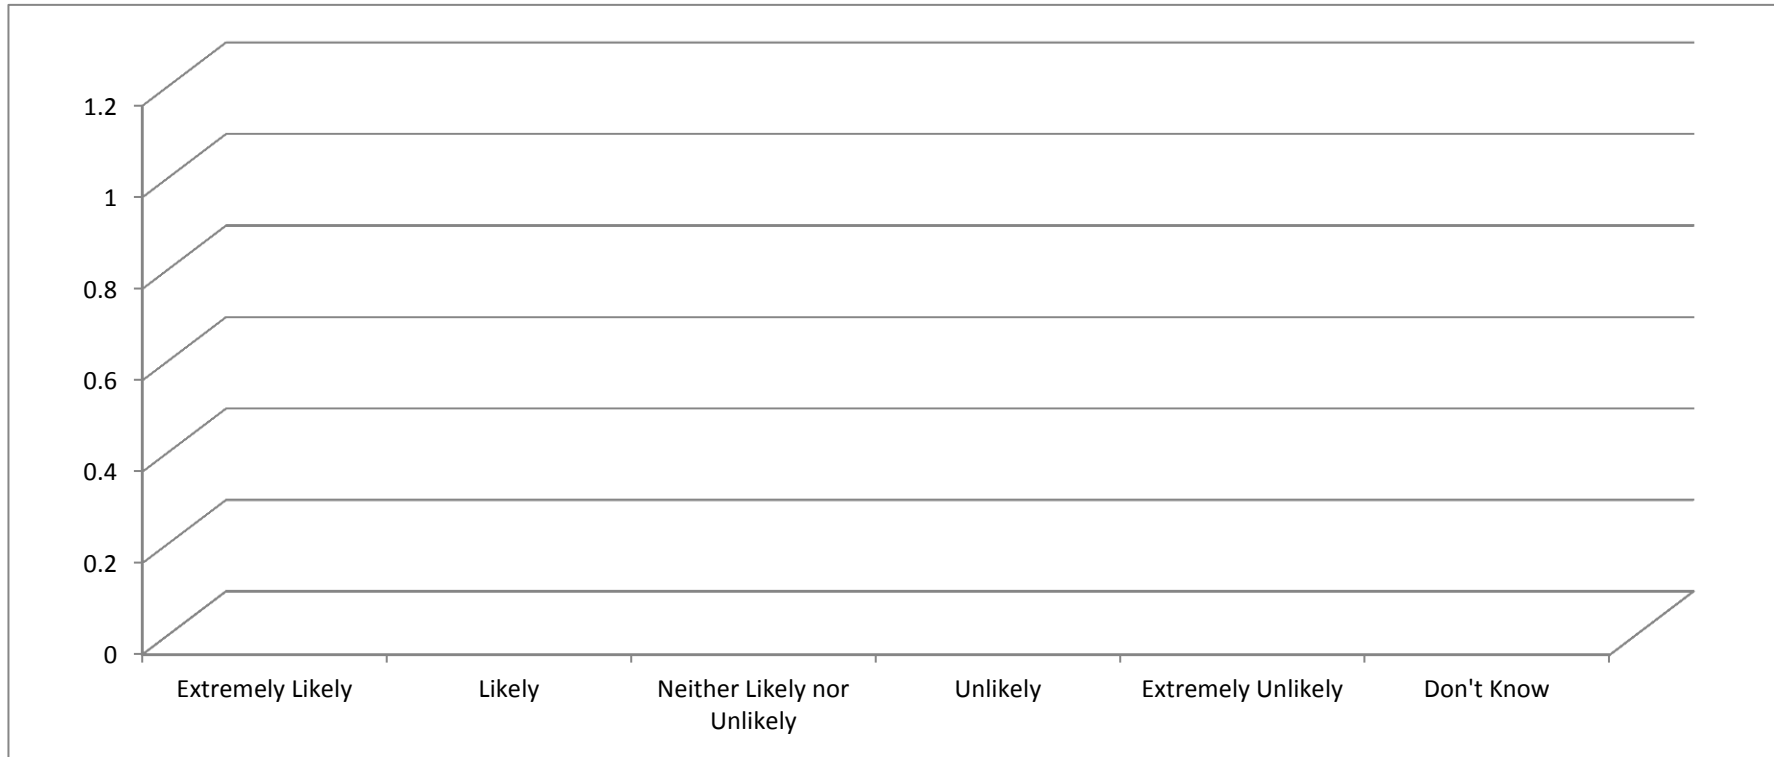 1.2
1
0.8
0.6
0.4
0.2
0
Extremely Likely
Likely
Neither Likely nor
Unlikely
Unlikely
Extremely Unlikely
Don't Know